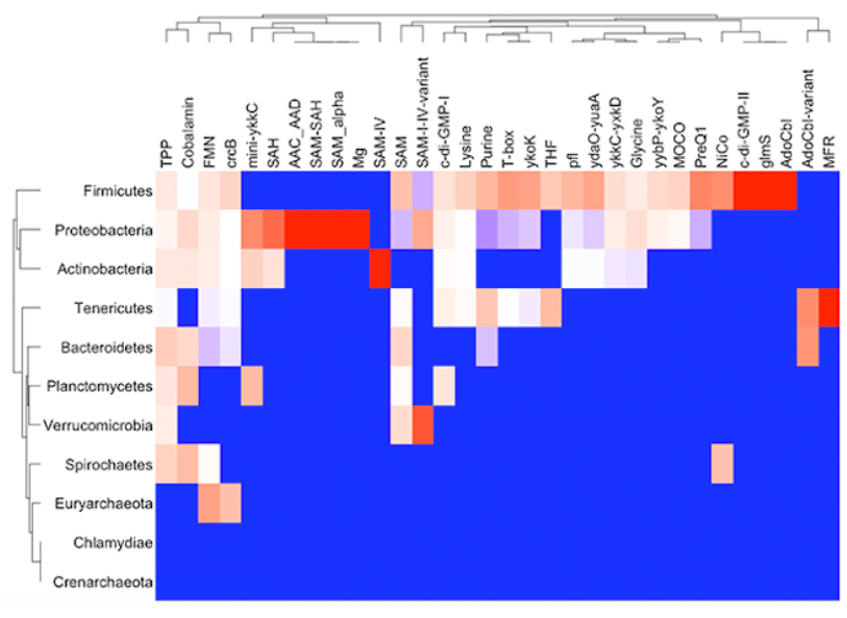 TPP
Cobalamin
FMN
crcB
mini-ykkC
SAH
AAC_AAD
SAM-SAH
SAM_alpha
Mg
SAM-IV
SAM
SAM-I-IV-variant
c-di-GMP-I
Lysine
Purine
T-box
ykoK
THF
pfl
ydaO-yuaA
ykkC-yxkD
Glycine
yybP-ykoY
MOCO
PreQ1
NiCo
c-di-GMP-II
glmS
AdoCbl
AdoCbl-variant
MFR
Firmicutes
Proteobacteria
Actinobacteria
Tenericutes
Bacteroidetes
Planctomycetes
Verrucomicrobia
Spirochaetes
Euryarchaeota
Chlamydiae
Crenarchaeota